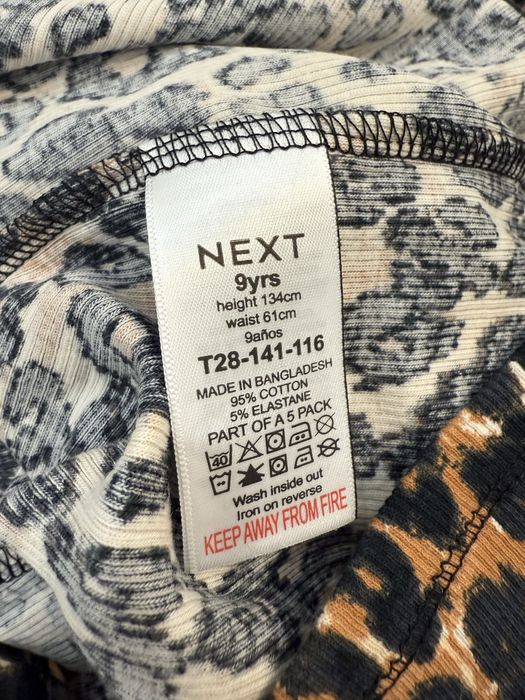 NEXT
9yrs
height 134cm
waist 61cm
9años
T28-141-116
MADE IN BANGLADESH
95% COTTON
5% ELASTANE
PART OF A 5 PACK
40
Wash inside out
Iron on reverse
KEEP AWAY FROM FIRE